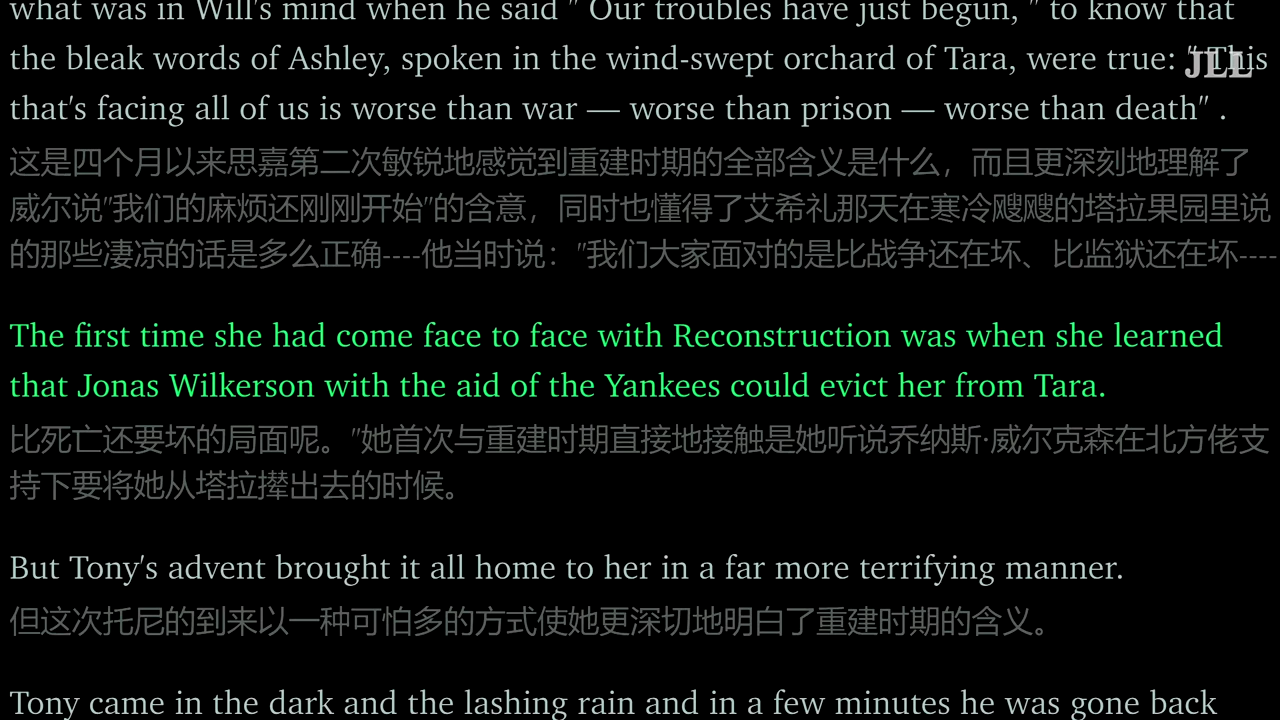 what was in Will's mind when he said " Our troubles have just begun, " to know that
the bleak words of Ashley, spoken in the wind-swept orchard of Tara, were true: " This
JLL
that's facing all of us is worse than war — worse than prison — worse than death" .
这是四个月以来思嘉第二次敏锐地感觉到重建时期的全部含义是什么，而且更深刻地理解了
威尔说"我们的麻烦还刚刚开始"的含意，同时也懂得了艾希礼那天在寒冷飕飕的塔拉果园里说
的那些凄凉的话是多么正确----他当时说："我们大家面对的是比战争还在坏、比监狱还在坏----
The first time she had come face to face with Reconstruction was when she learned
that Jonas Wilkerson with the aid of the Yankees could evict her from Tara.
比死亡还要坏的局面呢。"她首次与重建时期直接地接触是她听说乔纳斯·威尔克森在北方佬支
持下要将她从塔拉撵出去的时候。
But Tony's advent brought it all home to her in a far more terrifying manner.
但这次托尼的到来以一种可怕多的方式使她更深切地明白了重建时期的含义。
Tony came in the dark and the lashing rain and in a few minutes he was gone back